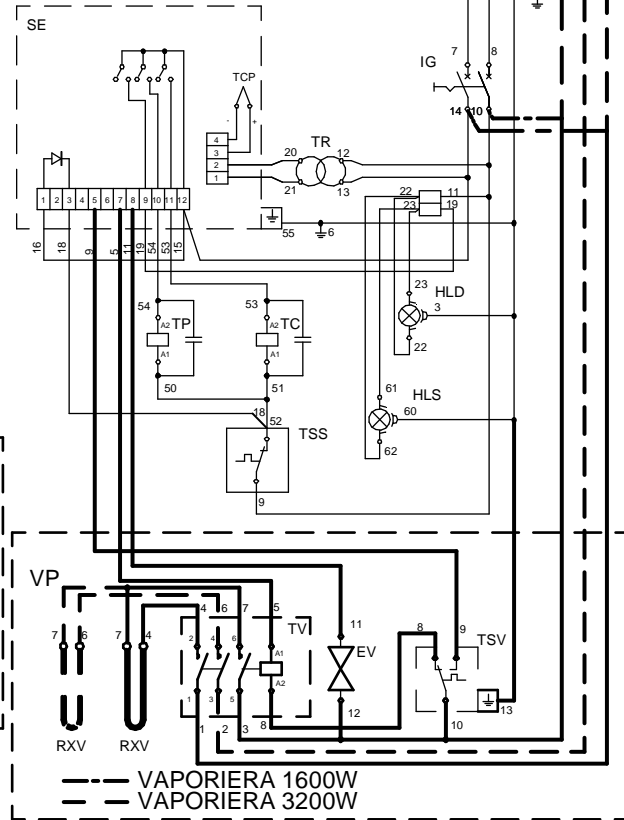 SE
TCP
- +
4
3
2
1
IG
7 8
14 10
20 TR 12
21 13
1 2 3 4 5 6 7 8 9 10 11 12
22 11
23 19
55 6
16 18 9 5 11 19 54 53 15
23 HLD
3
22
54 53
A2 TP A2 TC
A1 A1
50 51
61 HLS
60
62
18 52
TSS
9
VP
7 6 7 4
4 6 7 5
TV
2 4 6 A1
A2
1 3 5
1 2 3 8
11
EV
12
8 9
TSV
13
10
RXV RXV
VAPORIERA 1600W
VAPORIERA 3200W